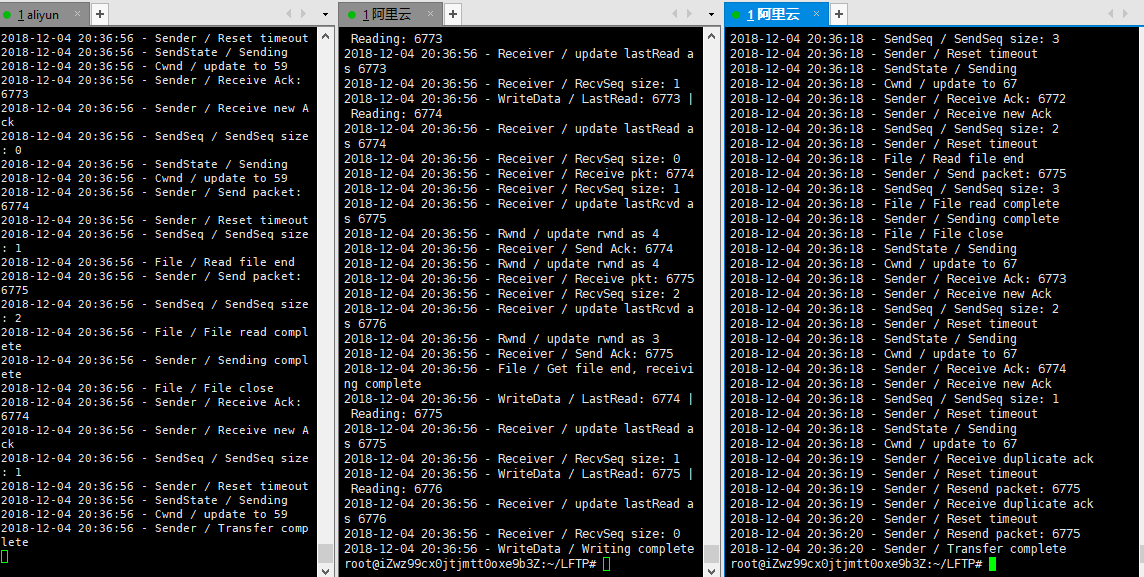 1 aliyun × +
2018-12-04 20:36:56 - Sender / Reset timeout
2018-12-04 20:36:56 - SendState / Sending
2018-12-04 20:36:56 - Cwnd / update to 59
2018-12-04 20:36:56 - Sender / Receive Ack:
6773
2018-12-04 20:36:56 - Sender / Receive new A
ck
2018-12-04 20:36:56 - SendSeq / SendSeq size
: 0
2018-12-04 20:36:56 - SendState / Sending
2018-12-04 20:36:56 - Cwnd / update to 59
2018-12-04 20:36:56 - Sender / Send packet:
6774
2018-12-04 20:36:56 - Sender / Reset timeout
2018-12-04 20:36:56 - SendSeq / SendSeq size
: 1
2018-12-04 20:36:56 - File / Read file end
2018-12-04 20:36:56 - Sender / Send packet:
6775
2018-12-04 20:36:56 - SendSeq / SendSeq size
: 2
2018-12-04 20:36:56 - File / File read compl
ete
2018-12-04 20:36:56 - Sender / Sending compl
ete
2018-12-04 20:36:56 - File / File close
2018-12-04 20:36:56 - Sender / Receive Ack:
6774
2018-12-04 20:36:56 - Sender / Receive new A
ck
2018-12-04 20:36:56 - SendSeq / SendSeq size
: 1
2018-12-04 20:36:56 - Sender / Reset timeout
2018-12-04 20:36:56 - SendState / Sending
2018-12-04 20:36:56 - Cwnd / update to 59
2018-12-04 20:36:56 - Sender / Transfer comp
lete
1 阿里云 × +
Reading: 6773
2018-12-04 20:36:56 - Receiver / update lastRead a
s 6773
2018-12-04 20:36:56 - Receiver / RecvSeq size: 1
2018-12-04 20:36:56 - WriteData / LastRead: 6773 |
Reading: 6774
2018-12-04 20:36:56 - Receiver / update lastRead a
s 6774
2018-12-04 20:36:56 - Receiver / RecvSeq size: 0
2018-12-04 20:36:56 - Receiver / Receive pkt: 6774
2018-12-04 20:36:56 - Receiver / RecvSeq size: 1
2018-12-04 20:36:56 - Receiver / update lastRcvd a
s 6775
2018-12-04 20:36:56 - Rwnd / update rwnd as 4
2018-12-04 20:36:56 - Receiver / Send Ack: 6774
2018-12-04 20:36:56 - Rwnd / update rwnd as 4
2018-12-04 20:36:56 - Receiver / Receive pkt: 6775
2018-12-04 20:36:56 - Receiver / RecvSeq size: 2
2018-12-04 20:36:56 - Receiver / update lastRcvd a
s 6776
2018-12-04 20:36:56 - Rwnd / update rwnd as 3
2018-12-04 20:36:56 - Receiver / Send Ack: 6775
2018-12-04 20:36:56 - File / Get file end, receivi
ng complete
2018-12-04 20:36:56 - WriteData / LastRead: 6774 |
Reading: 6775
2018-12-04 20:36:56 - Receiver / update lastRead a
s 6775
2018-12-04 20:36:56 - Receiver / RecvSeq size: 1
2018-12-04 20:36:56 - WriteData / LastRead: 6775 |
Reading: 6776
2018-12-04 20:36:56 - Receiver / update lastRead a
s 6776
2018-12-04 20:36:56 - Receiver / RecvSeq size: 0
2018-12-04 20:36:56 - WriteData / Writing complete
root@iZwz99cx0jtjmtt0oxe9b3Z:~/LFTP#
1 阿里云 × +
2018-12-04 20:36:18 - SendSeq / SendSeq size: 3
2018-12-04 20:36:18 - Sender / Reset timeout
2018-12-04 20:36:18 - SendState / Sending
2018-12-04 20:36:18 - Cwnd / update to 67
2018-12-04 20:36:18 - Sender / Receive Ack: 6772
2018-12-04 20:36:18 - Sender / Receive new Ack
2018-12-04 20:36:18 - SendSeq / SendSeq size: 2
2018-12-04 20:36:18 - Sender / Reset timeout
2018-12-04 20:36:18 - File / Read file end
2018-12-04 20:36:18 - Sender / Send packet: 6775
2018-12-04 20:36:18 - SendSeq / SendSeq size: 3
2018-12-04 20:36:18 - File / File read complete
2018-12-04 20:36:18 - Sender / Sending complete
2018-12-04 20:36:18 - File / File close
2018-12-04 20:36:18 - SendState / Sending
2018-12-04 20:36:18 - Cwnd / update to 67
2018-12-04 20:36:18 - Sender / Receive Ack: 6773
2018-12-04 20:36:18 - Sender / Receive new Ack
2018-12-04 20:36:18 - SendSeq / SendSeq size: 2
2018-12-04 20:36:18 - Sender / Reset timeout
2018-12-04 20:36:18 - SendState / Sending
2018-12-04 20:36:18 - Cwnd / update to 67
2018-12-04 20:36:18 - Sender / Receive Ack: 6774
2018-12-04 20:36:18 - Sender / Receive new Ack
2018-12-04 20:36:18 - SendSeq / SendSeq size: 1
2018-12-04 20:36:18 - Sender / Reset timeout
2018-12-04 20:36:18 - SendState / Sending
2018-12-04 20:36:18 - Cwnd / update to 67
2018-12-04 20:36:19 - Sender / Receive duplicate ack
2018-12-04 20:36:19 - Sender / Reset timeout
2018-12-04 20:36:19 - Sender / Resend packet: 6775
2018-12-04 20:36:19 - Sender / Receive duplicate ack
2018-12-04 20:36:20 - Sender / Reset timeout
2018-12-04 20:36:20 - Sender / Resend packet: 6775
2018-12-04 20:36:20 - Sender / Transfer complete
root@iZwz99cx0jtjmtt0oxe9b3Z:~/LFTP#